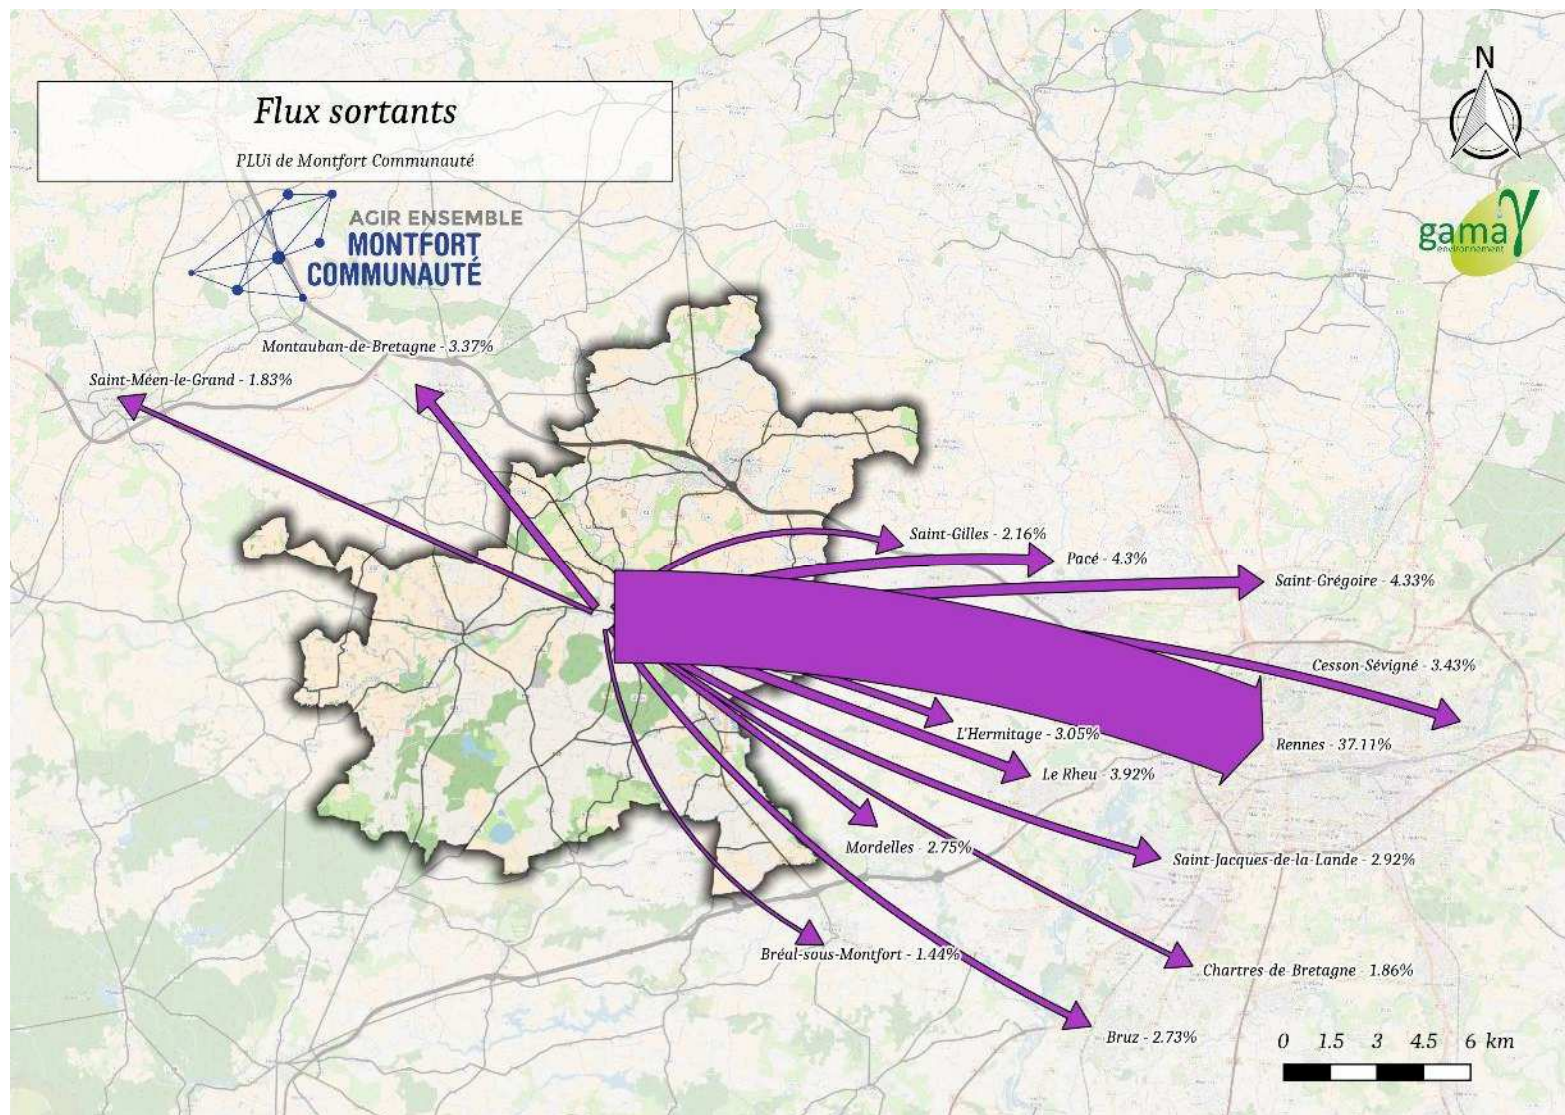 Flux sortants
PLUi de Montfort Communauté
N
AGIR ENSEMBLE
MONTFORT
COMMUNAUTÉ
gama
environnement
Montauban-de-Bretagne - 3.37%
Saint-Méen-le-Grand - 1.83%
Saint-Gilles - 2.16%
Pacé - 4.3%
Saint-Grégoire - 4.33%
Cesson-Sévigné - 3.43%
L'Hermitage - 3.05%
Rennes - 37.11%
Le Rheu - 3.92%
Mordelles - 2.75%
Saint-Jacques-de-la-Lande - 2.92%
Bréal-sous-Montfort - 1.44%
Chartres de Bretagne - 1.86%
Bruz - 2.73%
0 1.5 3 4.5 6 km